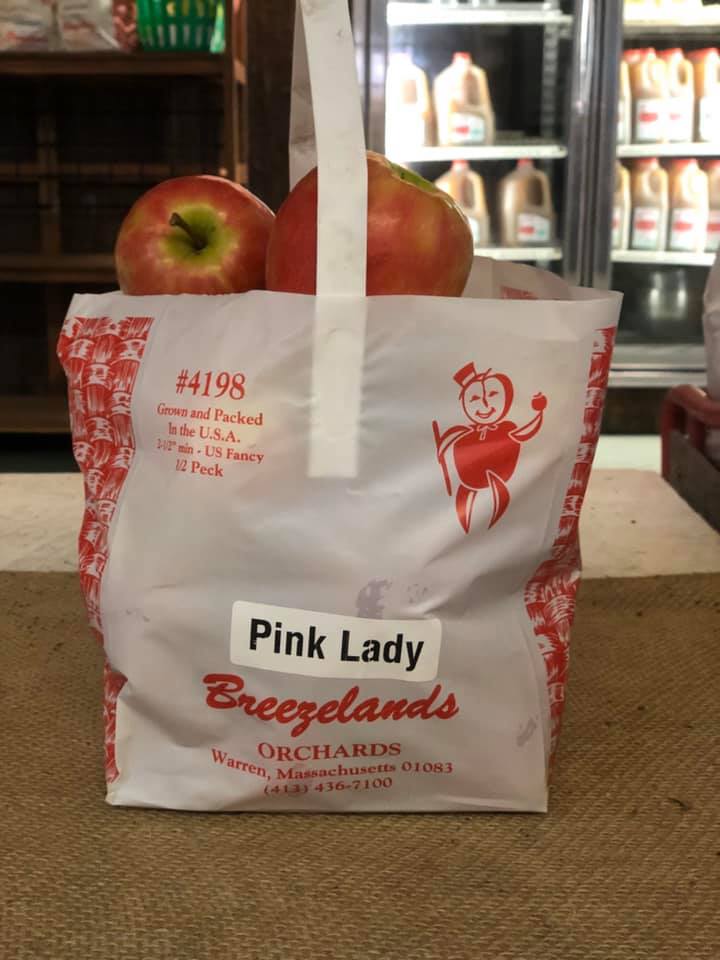 #4198
Grown and Packed
In the U.S.A.
2-1/2" min - US Fancy
1/2 Peck
Pink Lady
Breezelands
ORCHARDS
Warren, Massachusetts 01083
(413) 436-7100